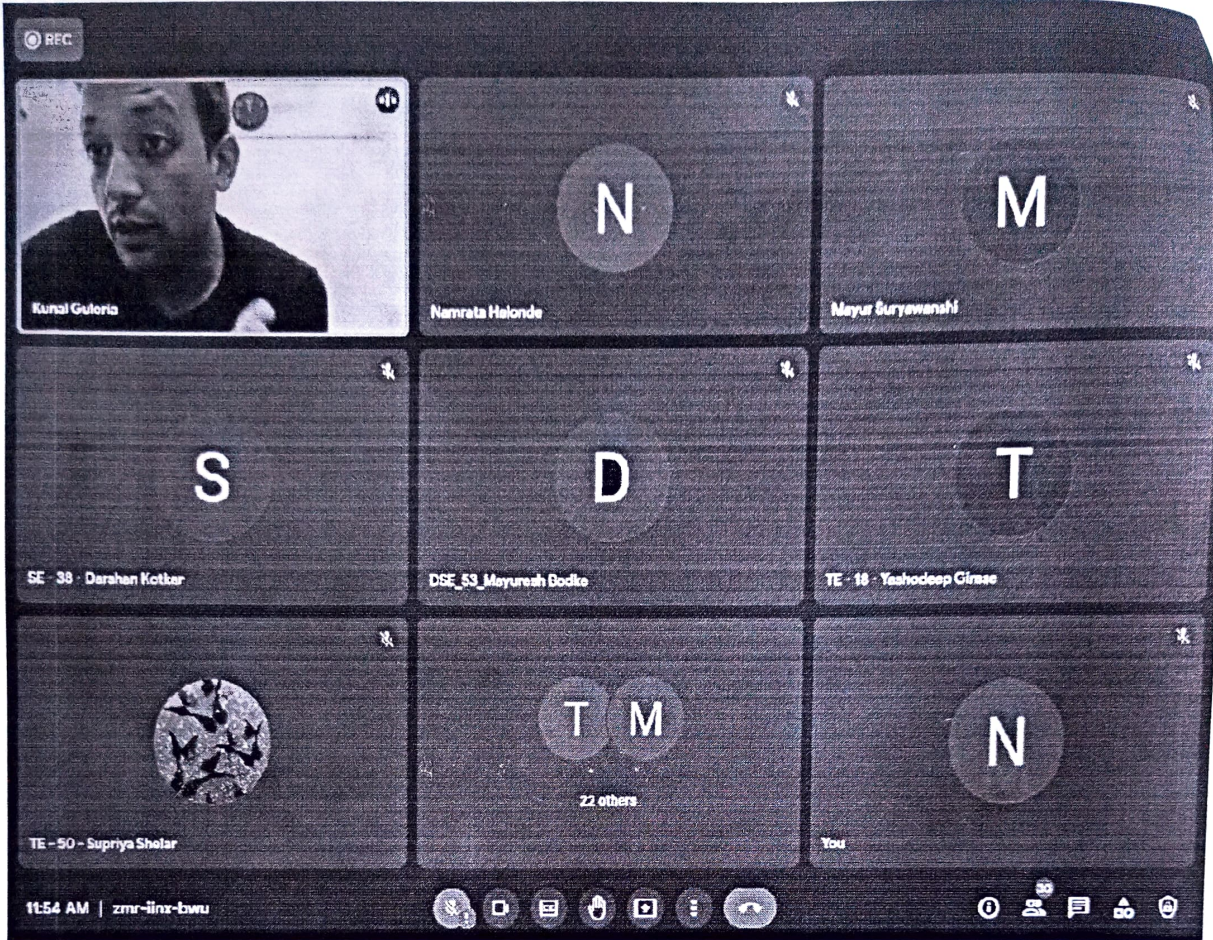 REC
N
M
Kunal Guleria
Namrata Halonde
Mayur Suryawanshi
S
D
T
SE - 38 - Darshan Kotkar
DSE_53_Mayuresh Bodke
TE - 18 - Yashodeep Girase
T M
N
22 others
TE - 50 - Supriya Shelar
You
11:54 AM | zmr-iinx-bwu
30